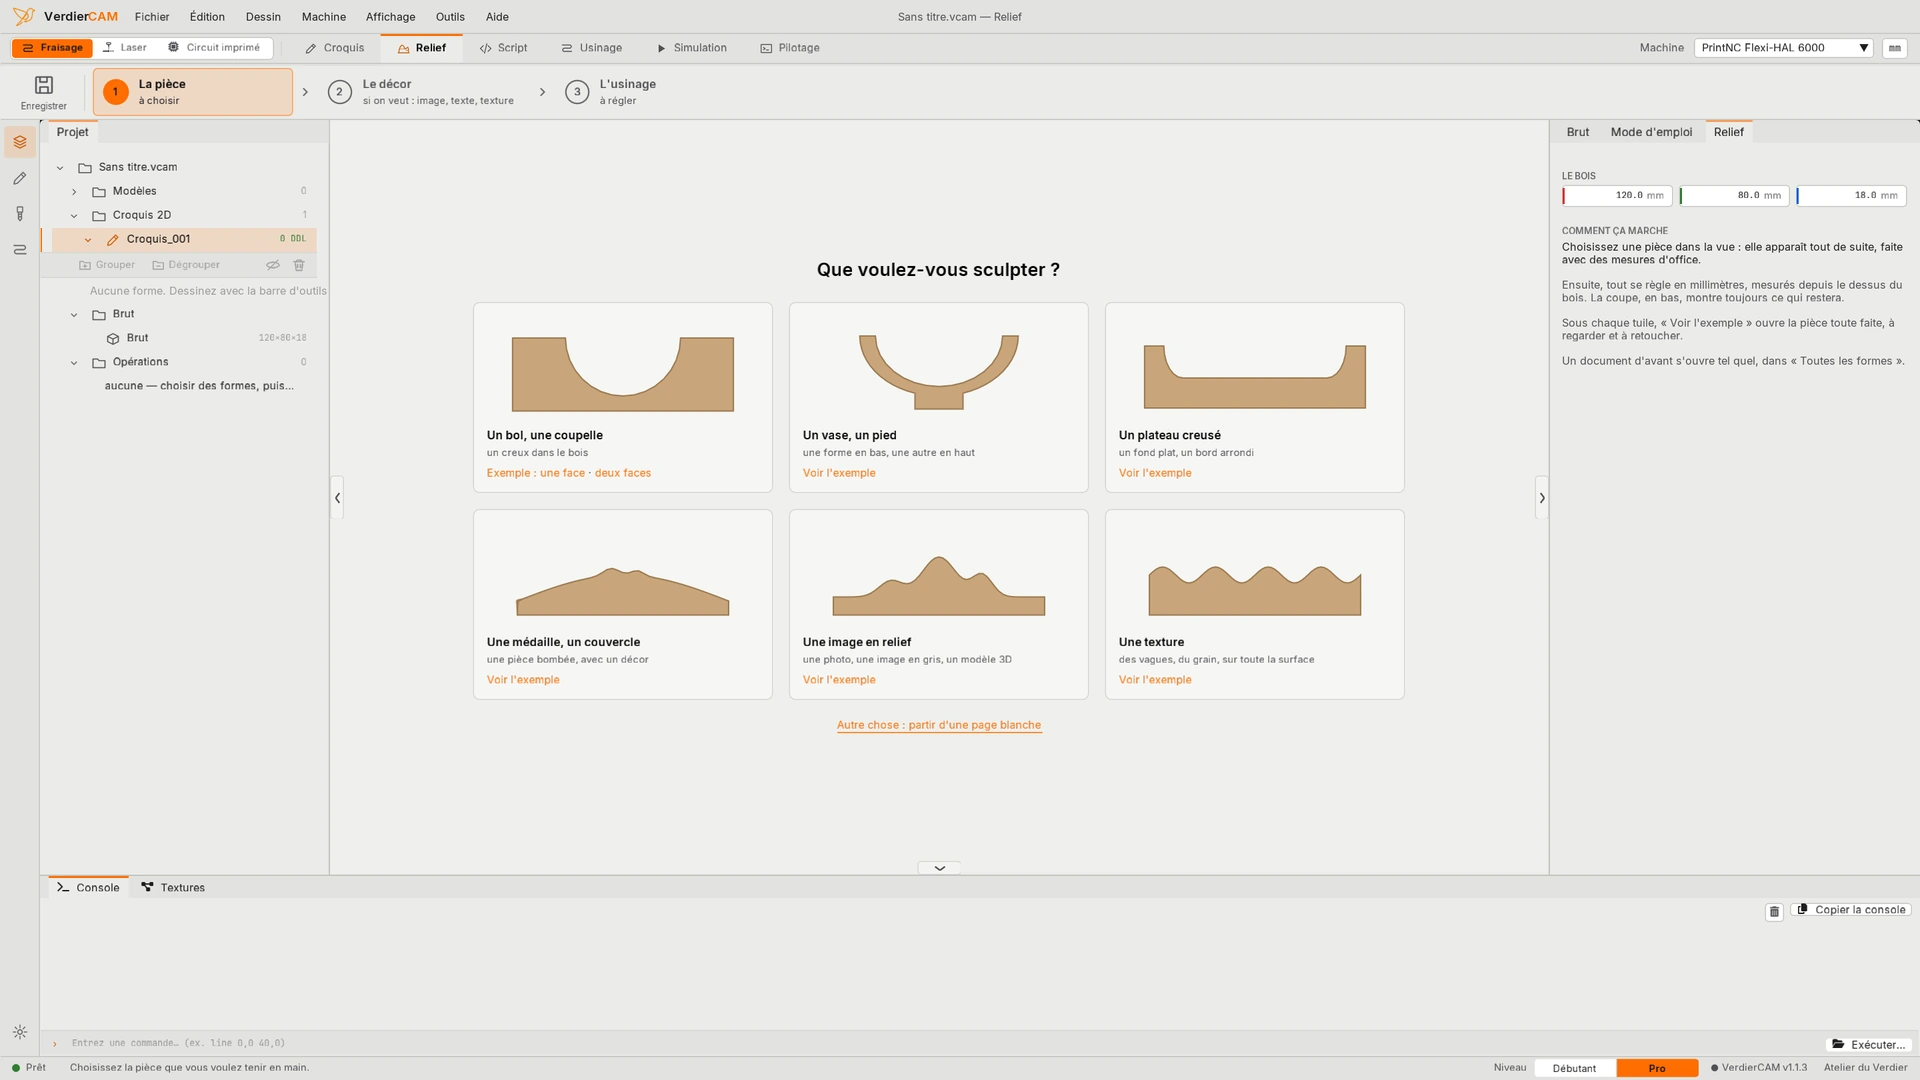 VerdierCAM Fichier Édition Dessin Machine Affichage Outils Aide Sans titre.vcam — Relief
Fraisage Laser Circuit imprimé Croquis Relief Script Usinage Simulation Pilotage Machine PrintNC Flexi-HAL 6000 mm
Enregistrer
1 La pièce
à choisir
2 Le décor
si on veut : image, texte, texture
3 L'usinage
à régler
Projet
Sans titre.vcam
Modèles 0
Croquis 2D 1
Croquis_001 0 DDL
Grouper Dégrouper
Aucune forme. Dessinez avec la barre d'outils
Brut
Brut 120×80×18
Opérations 0
aucune — choisir des formes, puis...
Que voulez-vous sculpter ?
Un bol, une coupelle
un creux dans le bois
Exemple : une face · deux faces
Un vase, un pied
une forme en bas, une autre en haut
Voir l'exemple
Un plateau creusé
un fond plat, un bord arrondi
Voir l'exemple
Une médaille, un couvercle
une pièce bombée, avec un décor
Voir l'exemple
Une image en relief
une photo, une image en gris, un modèle 3D
Voir l'exemple
Une texture
des vagues, du grain, sur toute la surface
Voir l'exemple
Autre chose : partir d'une page blanche
Brut Mode d'emploi Relief
LE BOIS
120.0 mm 80.0 mm 18.0 mm
COMMENT ÇA MARCHE
Choisissez une pièce dans la vue : elle apparaît tout de suite, faite
avec des mesures d'office.
Ensuite, tout se règle en millimètres, mesurés depuis le dessus du
bois. La coupe, en bas, montre toujours ce qui restera.
Sous chaque tuile, « Voir l'exemple » ouvre la pièce toute faite, à
regarder et à retoucher.
Un document d'avant s'ouvre tel quel, dans « Toutes les formes ».
Console Textures
Copier la console
Entrez une commande… (ex. line 0,0 40,0)
Exécuter...
Prêt Choisissez la pièce que vous voulez tenir en main. Niveau Débutant Pro VerdierCAM v1.1.3 Atelier du Verdier